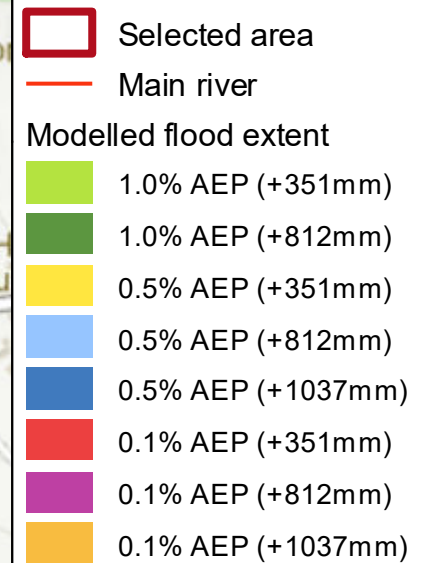 Selected area
Main river
Modelled flood extent
1.0% AEP (+351mm)
1.0% AEP (+812mm)
0.5% AEP (+351mm)
0.5% AEP (+812mm)
0.5% AEP (+1037mm)
0.1% AEP (+351mm)
0.1% AEP (+812mm)
0.1% AEP (+1037mm)